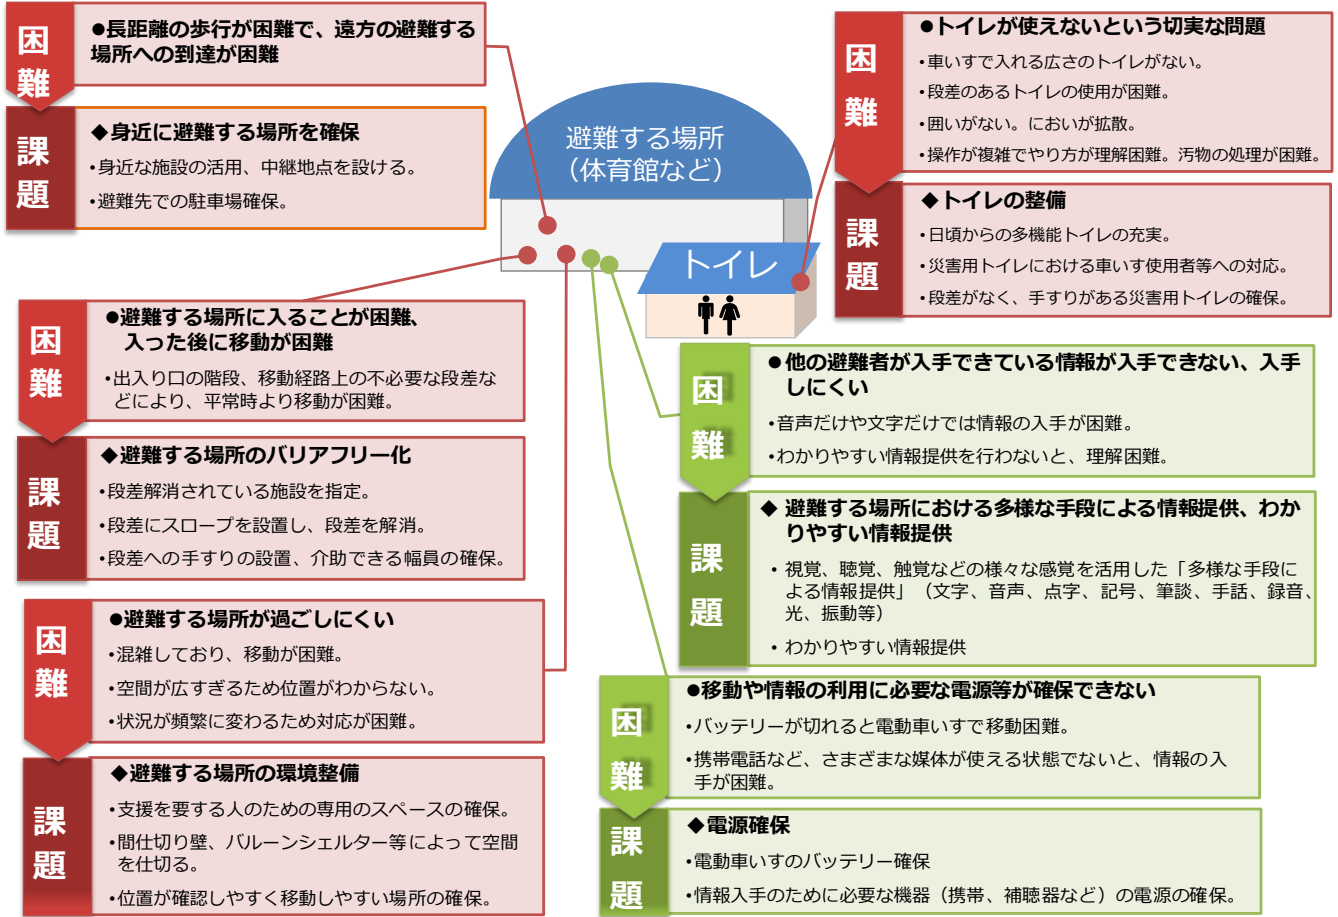 困難
●長距離の歩行が困難で、遠方の避難する
場所への到達が困難
課題
◆身近に避難する場所を確保
・身近な施設の活用、中継地点を設ける。
・避難先での駐車場確保。
避難する場所
（体育館など）
トイレ
困難
●トイレが使えないという切実な問題
・車いすで入れる広さのトイレがない。
・段差のあるトイレの使用が困難。
・囲いがない。においが拡散。
・操作が複雑でやり方が理解困難。汚物の処理が困難。
課題
◆トイレの整備
・日頃からの多機能トイレの充実。
・災害用トイレにおける車いす使用者等への対応。
・段差がなく、手すりがある災害用トイレの確保。
困難
●避難する場所に入ることが困難、
入った後に移動が困難
・出入り口の階段、移動経路上の不必要な段差な
どにより、平常時より移動が困難。
課題
◆避難する場所のバリアフリー化
・段差解消されている施設を指定。
・段差にスロープを設置し、段差を解消。
・段差への手すりの設置、介助できる幅員の確保。
困難
●他の避難者が入手できている情報が入手できない、入手
しにくい
・音声だけや文字だけでは情報の入手が困難。
・わかりやすい情報提供を行わないと、理解困難。
課題
◆ 避難する場所における多様な手段による情報提供、わか
りやすい情報提供
・視覚、聴覚、触覚などの様々な感覚を活用した「多様な手段に
よる情報提供」（文字、音声、点字、記号、筆談、手話、録音、
光、振動等）
・わかりやすい情報提供
困難
●避難する場所が過ごしにくい
・混雑しており、移動が困難。
・空間が広すぎるため位置がわからない。
・状況が頻繁に変わるため対応が困難。
課題
◆避難する場所の環境整備
・支援を要する人のための専用のスペースの確保。
・間仕切り壁、バルーンシェルター等によって空間
を仕切る。
・位置が確認しやすく移動しやすい場所の確保。
困難
●移動や情報の利用に必要な電源等が確保できない
・バッテリーが切れると電動車いすで移動困難。
・携帯電話など、さまざまな媒体が使える状態でないと、情報の入
手が困難。
課題
◆電源確保
・電動車いすのバッテリー確保
・情報入手のために必要な機器（携帯、補聴器など）の電源の確保。